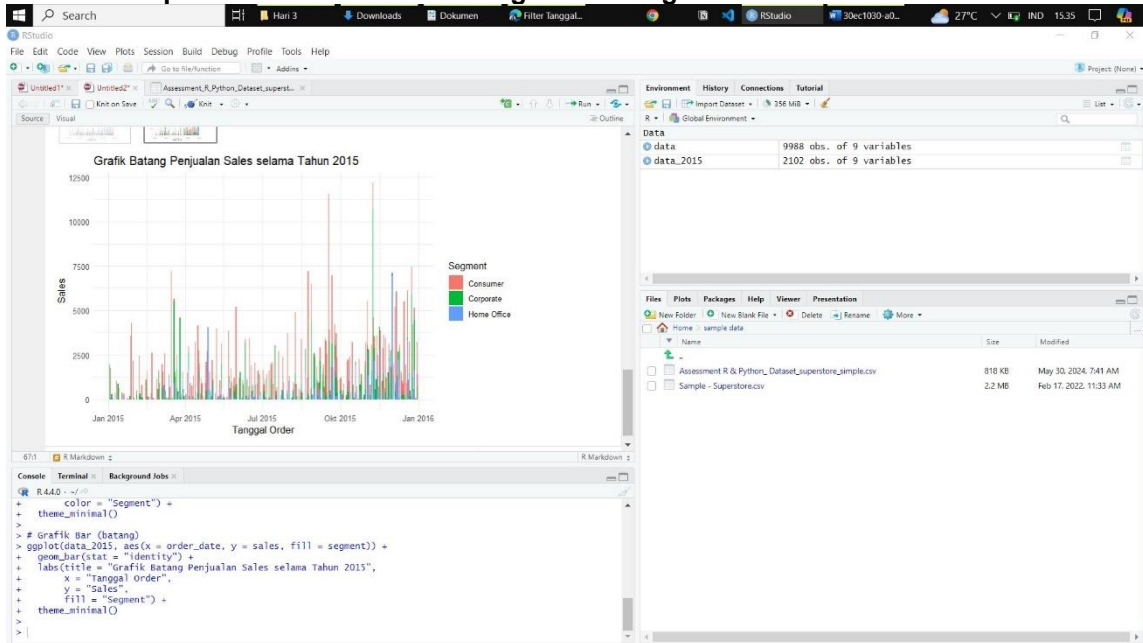 Search
Hari 3
Downloads
Dokumen
Filter Tanggal...
RStudio
30ec1030-a0...
27°C
IND
15.35
RStudio
File Edit Code View Plots Session Build Debug Profile Tools Help
Go to file/function
Addins
Project: (None)
Untitled1*
Untitled2*
Assessment_R_Python_Dataset_superst...
Knit on Save
Knit
Run
Source Visual
Outline
Grafik Batang Penjualan Sales selama Tahun 2015
12500
10000
7500
5000
2500
0
Sales
Jan 2015 Apr 2015 Jul 2015 Okt 2015 Jan 2016
Tanggal Order
Segment
Consumer
Corporate
Home Office
67:1
R Markdown
R Markdown
Console Terminal Background Jobs
R 4.4.0 · ~/
+ color = "Segment") +
+ theme_minimal()
>
> # Grafik Bar (batang)
> ggplot(data_2015, aes(x = order_date, y = sales, fill = segment)) +
+ geom_bar(stat = "identity") +
+ labs(title = "Grafik Batang Penjualan Sales selama Tahun 2015",
+ x = "Tanggal Order",
+ y = "Sales",
+ fill = "Segment") +
+ theme_minimal()
>
>
Environment History Connections Tutorial
Import Dataset
356 MiB
List
R
Global Environment
Data
data 9988 obs. of 9 variables
data_2015 2102 obs. of 9 variables
Files Plots Packages Help Viewer Presentation
New Folder New Blank File Delete Rename More
Home sample data
Name Size Modified
..
Assessment R & Python_ Dataset_superstore_simple.csv 818 KB May 30, 2024, 7:41 AM
Sample - Superstore.csv 2.2 MB Feb 17, 2022, 11:33 AM